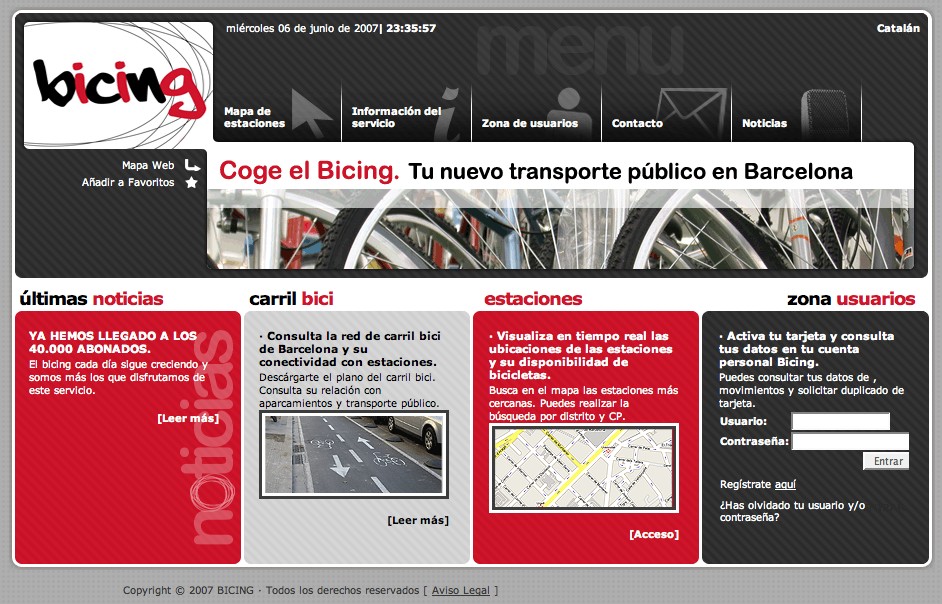 bicing
miércoles 06 de junio de 2007| 23:35:57
Catalán
menu
Mapa de
estaciones
Información del
servicio
Zona de usuarios
Contacto
Noticias
Mapa Web
Añadir a Favoritos
Coge el Bicing. Tu nuevo transporte público en Barcelona
últimas noticias
YA HEMOS LLEGADO A LOS
40.000 ABONADOS.
El bicing cada día sigue creciendo y
somos más los que disfrutamos de
este servicio.
[Leer más]
noticias
carril bici
· Consulta la red de carril bici
de Barcelona y su
conectividad con estaciones.
Descárgarte el plano del carril bici.
Consulta su relación con
aparcamientos y transporte público.
[Leer más]
estaciones
· Visualiza en tiempo real las
ubicaciones de las estaciones
y su disponibilidad de
bicicletas.
Busca en el mapa las estaciones más
cercanas. Puedes realizar la
búsqueda por distrito y CP.
[Acceso]
zona usuarios
· Activa tu tarjeta y consulta
tus datos en tu cuenta
personal Bicing.
Puedes consultar tus datos de ,
movimientos y solicitar duplicado de
tarjeta.
Usuario:
Contraseña:
Entrar
Regístrate aquí
¿Has olvidado tu usuario y/o
contraseña?
Copyright © 2007 BICING · Todos los derechos reservados [ Aviso Legal ]